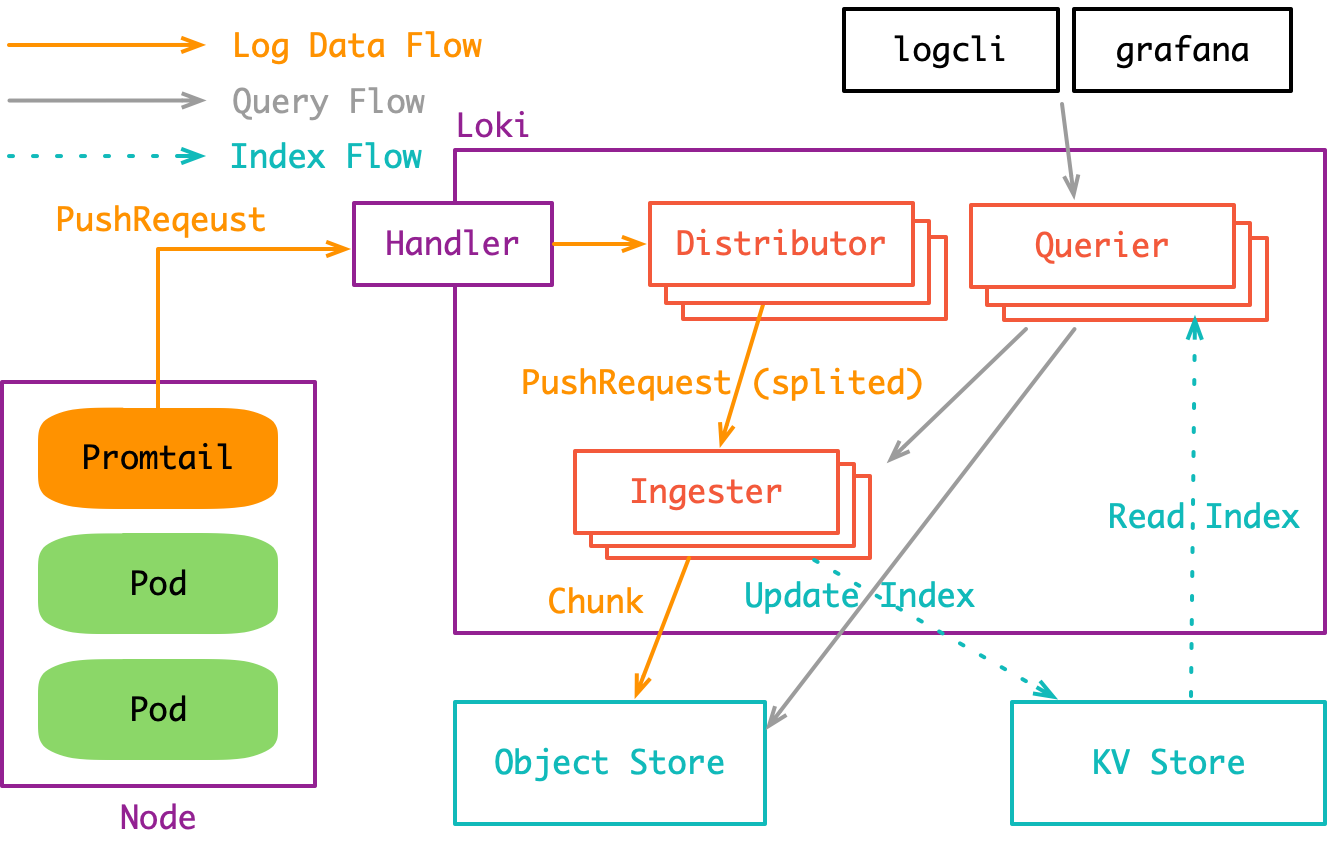 Log Data Flow
Query Flow
Index Flow
logcli
grafana
Loki
PushReqeust
Handler
Distributor
Querier
PushRequest (splited)
Promtail
Ingester
Read Index
Pod
Chunk
Update Index
Pod
Object Store
KV Store
Node